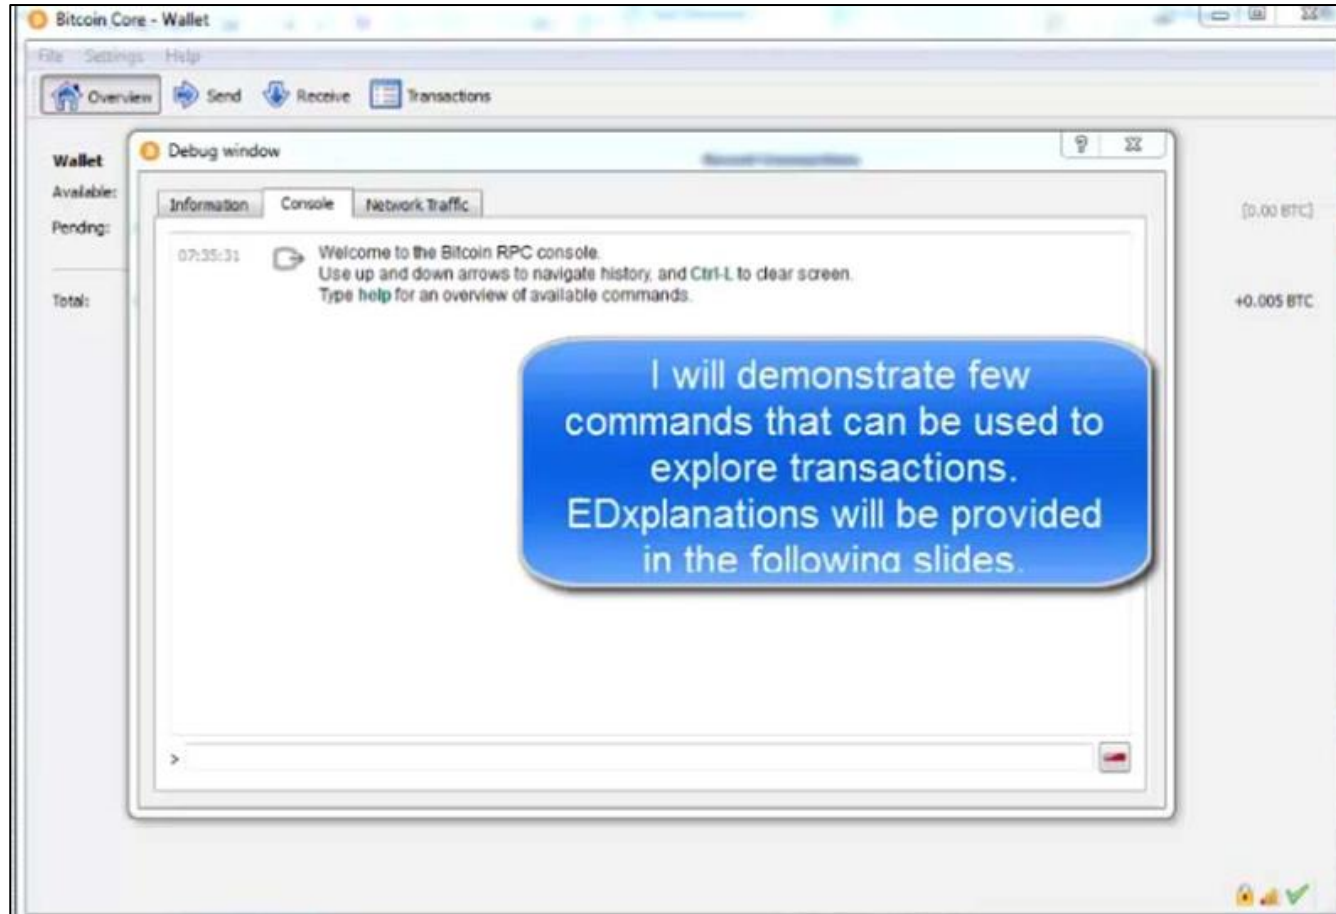 Bitcoin Core - Wallet
File Settings Help
Overview Send Receive Transactions
Debug window
Wallet
Available:
Pending:
Total:
Information Console Network Traffic
[0.00 BTC]
+0.005 BTC
07:35:31
Welcome to the Bitcoin RPC console.
Use up and down arrows to navigate history, and Ctrl-L to clear screen.
Type help for an overview of available commands.
I will demonstrate few
commands that can be used to
explore transactions.
EDxplanations will be provided
in the following slides.
>